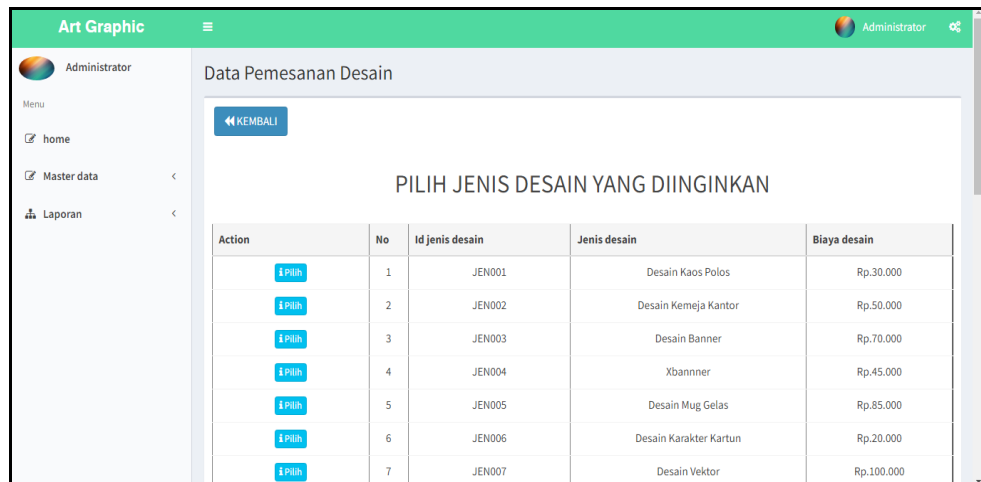 Art Graphic
Administrator
Administrator
Data Pemesanan Desain
Menu
KEMBALI
home
Master data
PILIH JENIS DESAIN YANG DIINGINKAN
Laporan
Action No Id jenis desain Jenis desain Biaya desain
Pilih 1 JEN001 Desain Kaos Polos Rp.30.000
Pilih 2 JEN002 Desain Kemeja Kantor Rp.50.000
Pilih 3 JEN003 Desain Banner Rp.70.000
Pilih 4 JEN004 Xbannner Rp.45.000
Pilih 5 JEN005 Desain Mug Gelas Rp.85.000
Pilih 6 JEN006 Desain Karakter Kartun Rp.20.000
Pilih 7 JEN007 Desain Vektor Rp.100.000